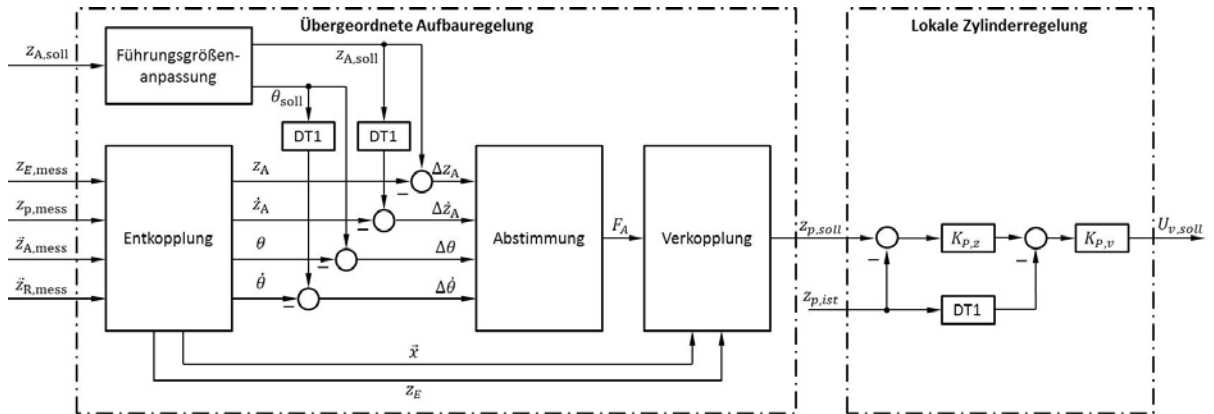 Übergeordnete Aufbauregelung
Lokale Zylinderregelung
z_A,soll
Führungsgrößen-
anpassung
z_A,soll
θ_soll
DT1
DT1
z_E,mess
z_A
Δz_A
z_p,mess
ż_A
Δż_A
z̈_A,mess
Entkopplung
θ
Δθ
Abstimmung
F_A
Verkopplung
z_p,soll
K_P,z
K_P,v
U_v,soll
z̈_R,mess
θ̇
Δθ̇
z_p,ist
DT1
x⃗
z_E